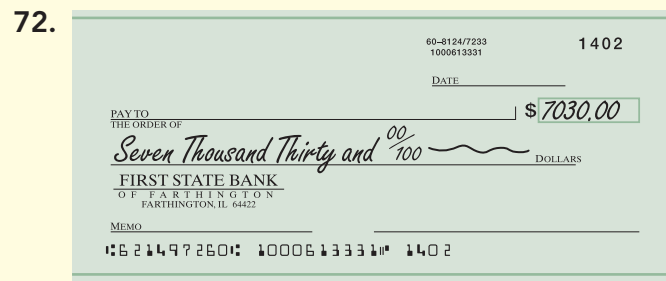 72.
60–8124/7233
1000613331
1402
DATE
PAY TO
THE ORDER OF
$ 7030.00
Seven Thousand Thirty and 00/100
DOLLARS
FIRST STATE BANK
OF FARTHINGTON
FARTHINGTON, IL 64422
MEMO
⑆621497260⑆ 1000613331⑈ 1402